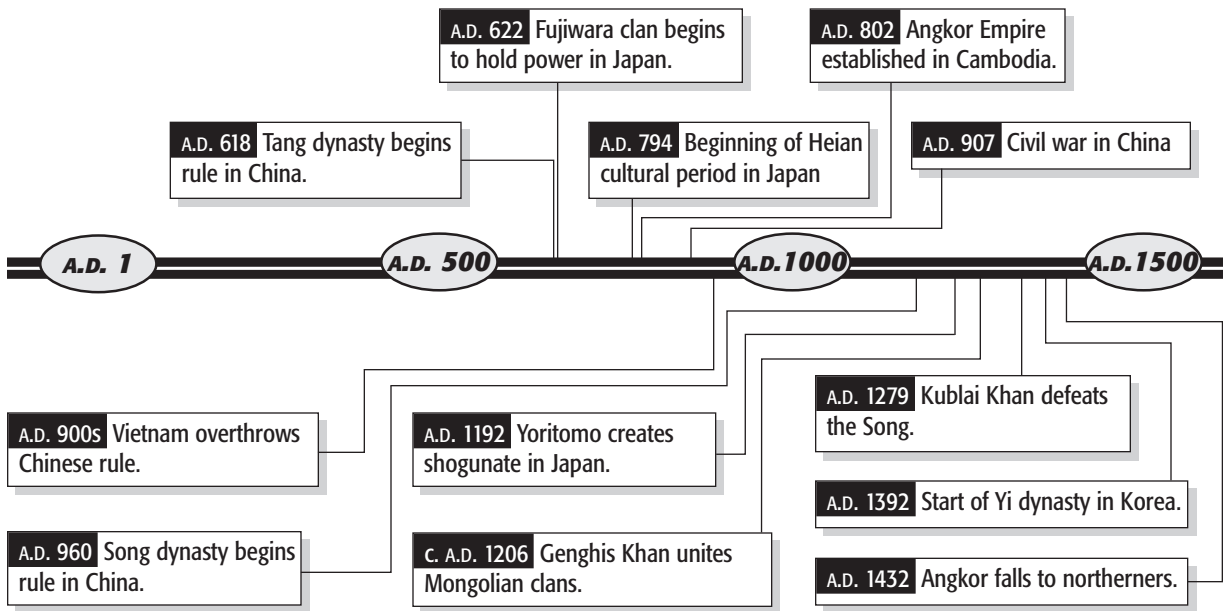 A.D. 622 Fujiwara clan begins
to hold power in Japan.
A.D. 802 Angkor Empire
established in Cambodia.
A.D. 618 Tang dynasty begins
rule in China.
A.D. 794 Beginning of Heian
cultural period in Japan
A.D. 907 Civil war in China
A.D. 1
A.D. 500
A.D. 1000
A.D. 1500
A.D. 900s Vietnam overthrows
Chinese rule.
A.D. 960 Song dynasty begins
rule in China.
A.D. 1192 Yoritomo creates
shogunate in Japan.
C. A.D. 1206 Genghis Khan unites
Mongolian clans.
A.D. 1279 Kublai Khan defeats
the Song.
A.D. 1392 Start of Yi dynasty in Korea.
A.D. 1432 Angkor falls to northerners.